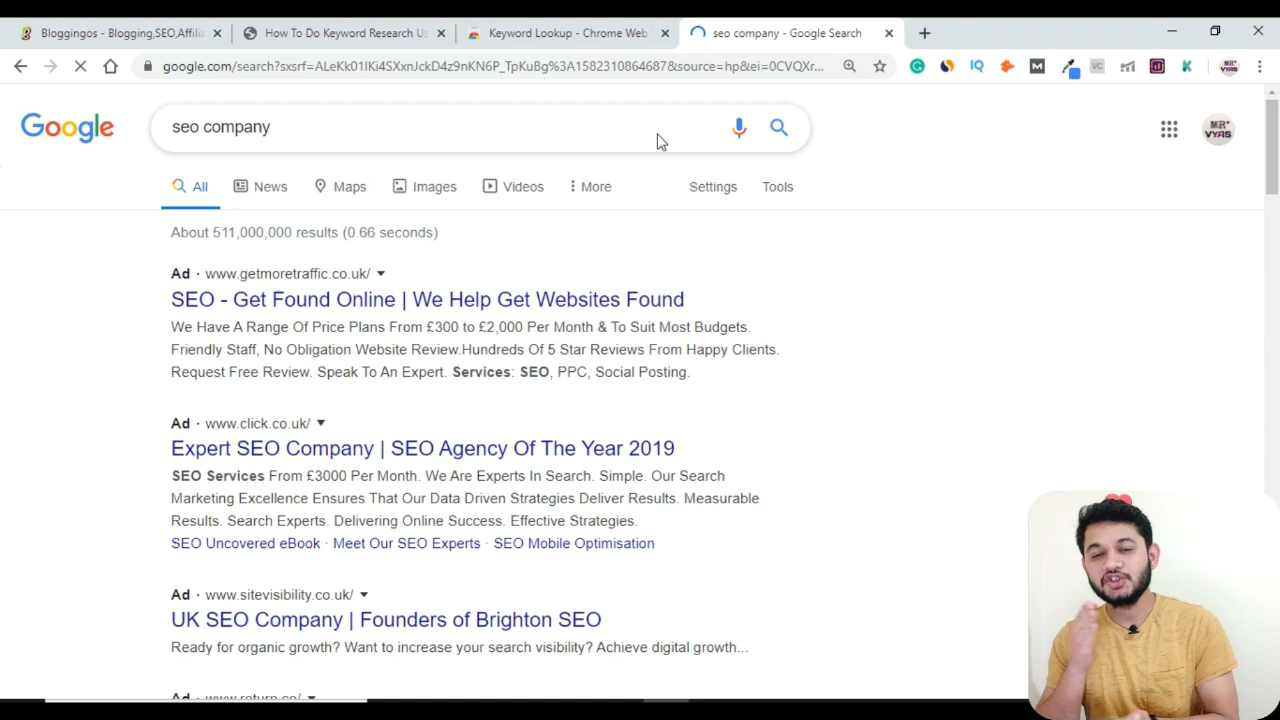 Bloggingos - Blogging,SEO,Affilia
How To Do Keyword Research Us
Keyword Lookup - Chrome Web
seo company - Google Search
google.com/search?sxsrf=ALeKk01lKi4SXxnJckD4z9nKN6P_TpKuBg%3A1582310864687&source=hp&ei=0CVQXr...
Google
seo company
MR
VYAS
All
News
Maps
Images
Videos
More
Settings
Tools
About 511,000,000 results (0.66 seconds)
Ad · www.getmoretraffic.co.uk/
SEO - Get Found Online | We Help Get Websites Found
We Have A Range Of Price Plans From £300 to £2,000 Per Month & To Suit Most Budgets.
Friendly Staff, No Obligation Website Review.Hundreds Of 5 Star Reviews From Happy Clients.
Request Free Review. Speak To An Expert. Services: SEO, PPC, Social Posting.
Ad · www.click.co.uk/
Expert SEO Company | SEO Agency Of The Year 2019
SEO Services From £3000 Per Month. We Are Experts In Search. Simple. Our Search
Marketing Excellence Ensures That Our Data Driven Strategies Deliver Results. Measurable
Results. Search Experts. Delivering Online Success. Effective Strategies.
SEO Uncovered eBook · Meet Our SEO Experts · SEO Mobile Optimisation
Ad · www.sitevisibility.co.uk/
UK SEO Company | Founders of Brighton SEO
Ready for organic growth? Want to increase your search visibility? Achieve digital growth...
Ad · www.return.co/